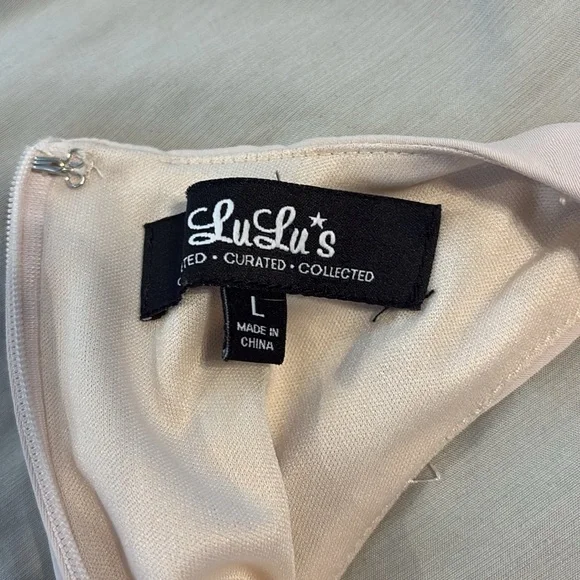 LuLu's
CURATED • COLLECTED
L
MADE IN
CHINA